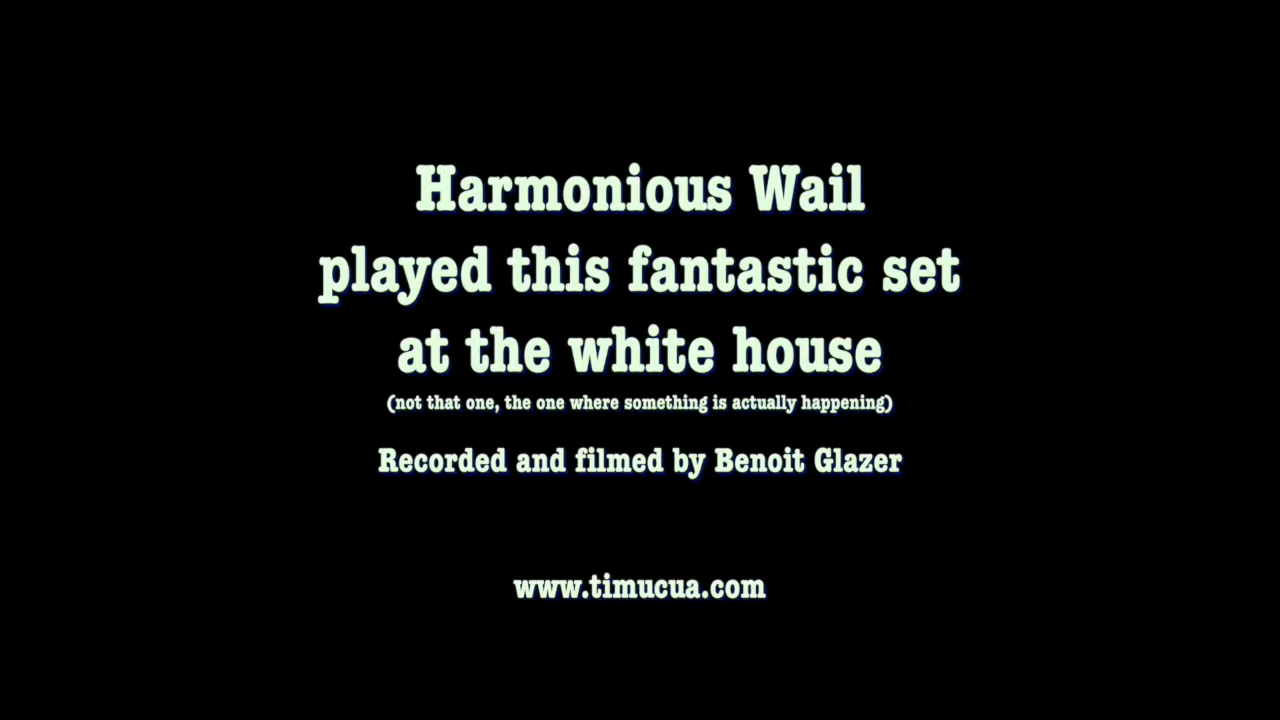 Harmonious Wail
played this fantastic set
at the white house
(not that one, the one where something is actually happening)
Recorded and filmed by Benoit Glazer
www.timucua.com